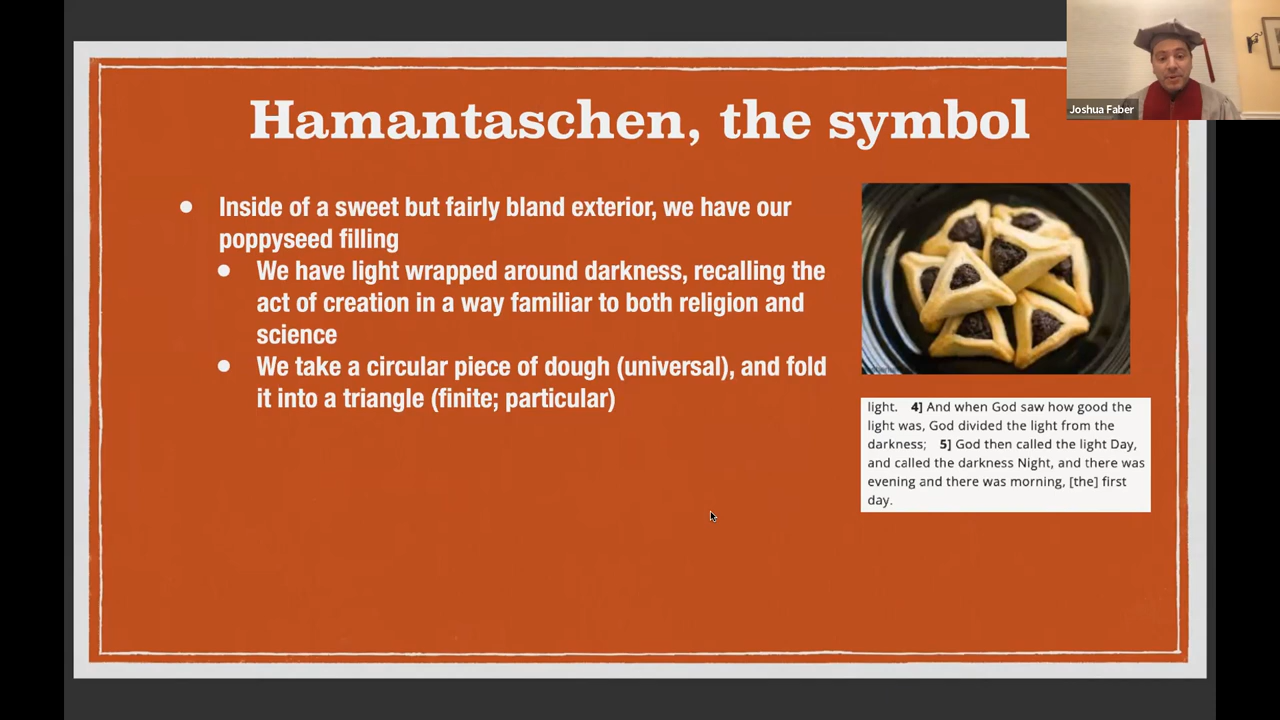 Hamantaschen, the symbol
Inside of a sweet but fairly bland exterior, we have our
poppyseed filling
We have light wrapped around darkness, recalling the
act of creation in a way familiar to both religion and
science
We take a circular piece of dough (universal), and fold
it into a triangle (finite; particular)
light. 4] And when God saw how good the
light was, God divided the light from the
darkness; 5] God then called the light Day,
and called the darkness Night, and there was
evening and there was morning, [the] first
day.
Joshua Faber